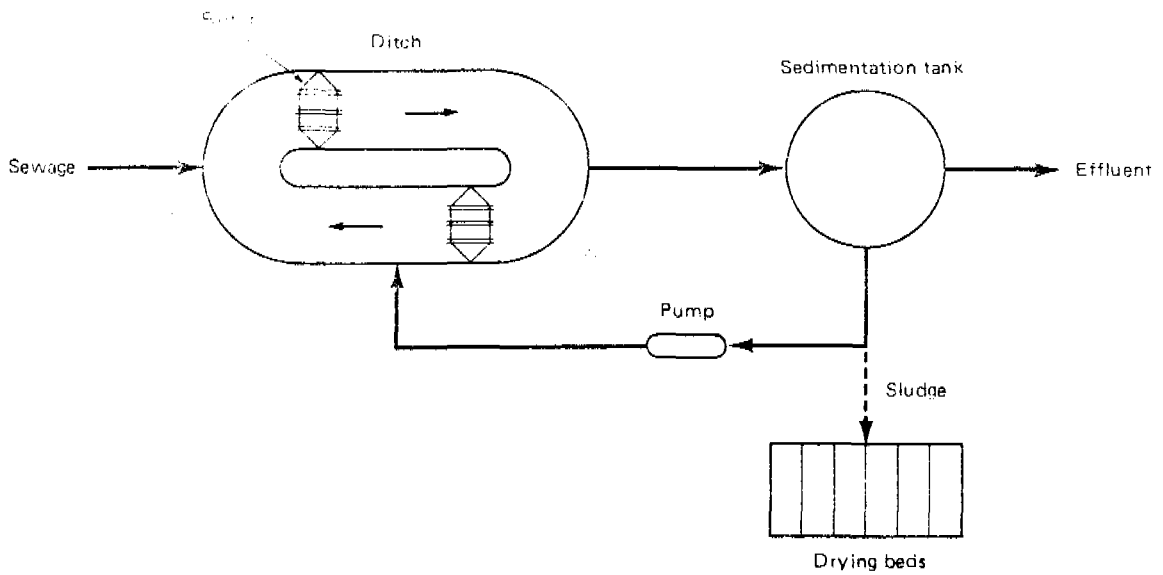 Ditch
Sedimentation tank
Sewage
Effluent
Pump
Sludge
Drying beds